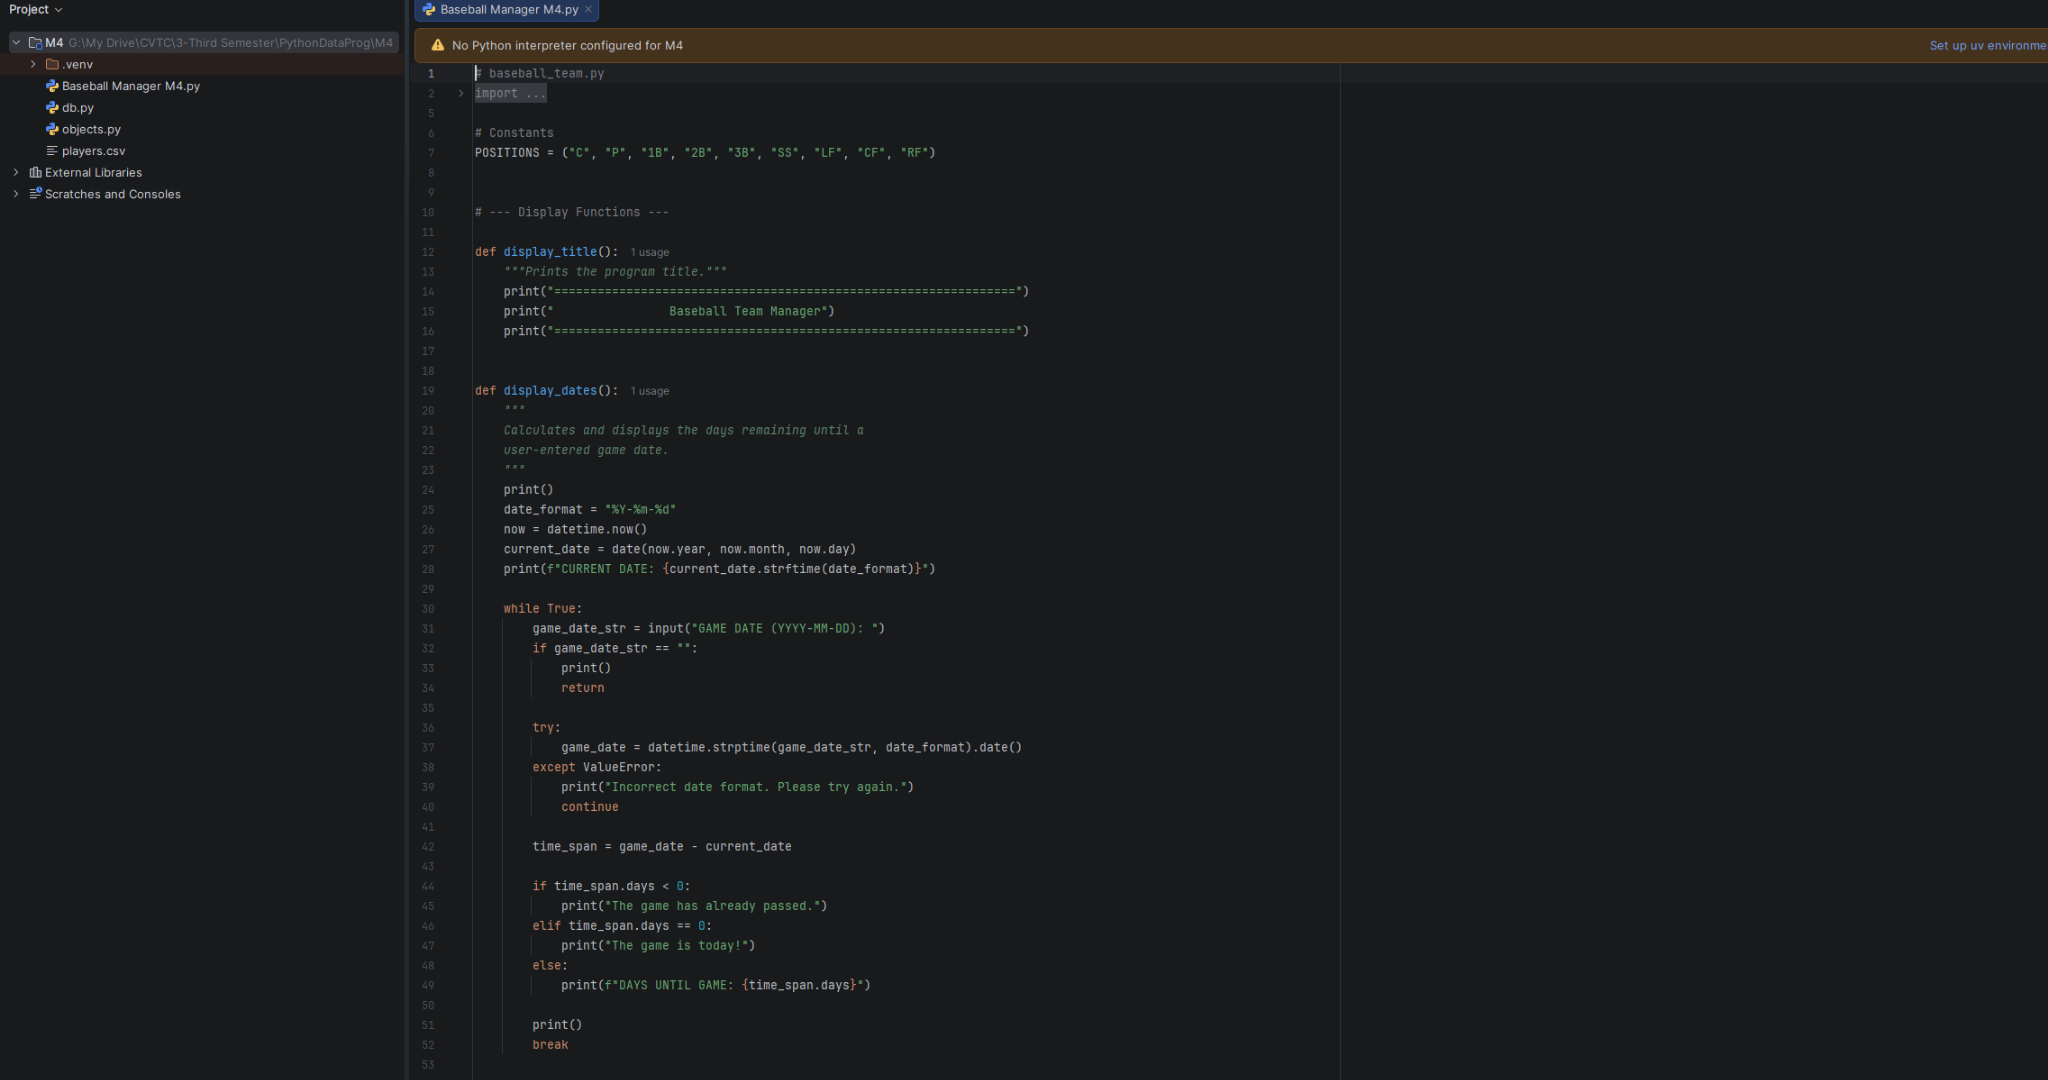 Project
M4 G:\My Drive\CVTC\3-Third Semester\PythonDataProg\M4
.venv
Baseball Manager M4.py
db.py
objects.py
players.csv
External Libraries
Scratches and Consoles
Baseball Manager M4.py ×
No Python interpreter configured for M4
Set up uv environme
1 # baseball_team.py
2 import ...
5
6 # Constants
7 POSITIONS = ("C", "P", "1B", "2B", "3B", "SS", "LF", "CF", "RF")
8
9
10 # --- Display Functions ---
11
12 def display_title(): 1 usage
13     """Prints the program title."""
14     print("================================================================")
15     print("                Baseball Team Manager")
16     print("================================================================")
17
18
19 def display_dates(): 1 usage
20     """
21     Calculates and displays the days remaining until a
22     user-entered game date.
23     """
24     print()
25     date_format = "%Y-%m-%d"
26     now = datetime.now()
27     current_date = date(now.year, now.month, now.day)
28     print(f"CURRENT DATE: {current_date.strftime(date_format)}")
29
30     while True:
31         game_date_str = input("GAME DATE (YYYY-MM-DD): ")
32         if game_date_str == "":
33             print()
34             return
35
36         try:
37             game_date = datetime.strptime(game_date_str, date_format).date()
38         except ValueError:
39             print("Incorrect date format. Please try again.")
40             continue
41
42         time_span = game_date - current_date
43
44         if time_span.days < 0:
45             print("The game has already passed.")
46         elif time_span.days == 0:
47             print("The game is today!")
48         else:
49             print(f"DAYS UNTIL GAME: {time_span.days}")
50
51         print()
52         break
53